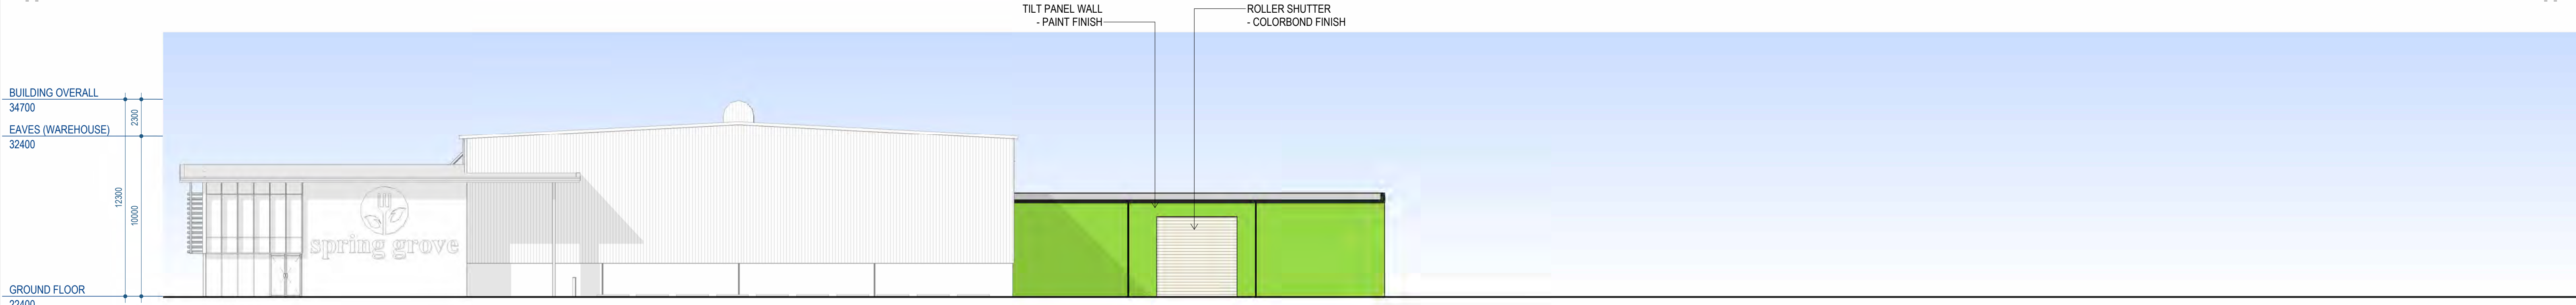 TILT PANEL WALL
- PAINT FINISH
ROLLER SHUTTER
- COLORBOND FINISH
BUILDING OVERALL
34700
2300
EAVES (WAREHOUSE)
32400
12300
10000
spring grove
GROUND FLOOR
22400